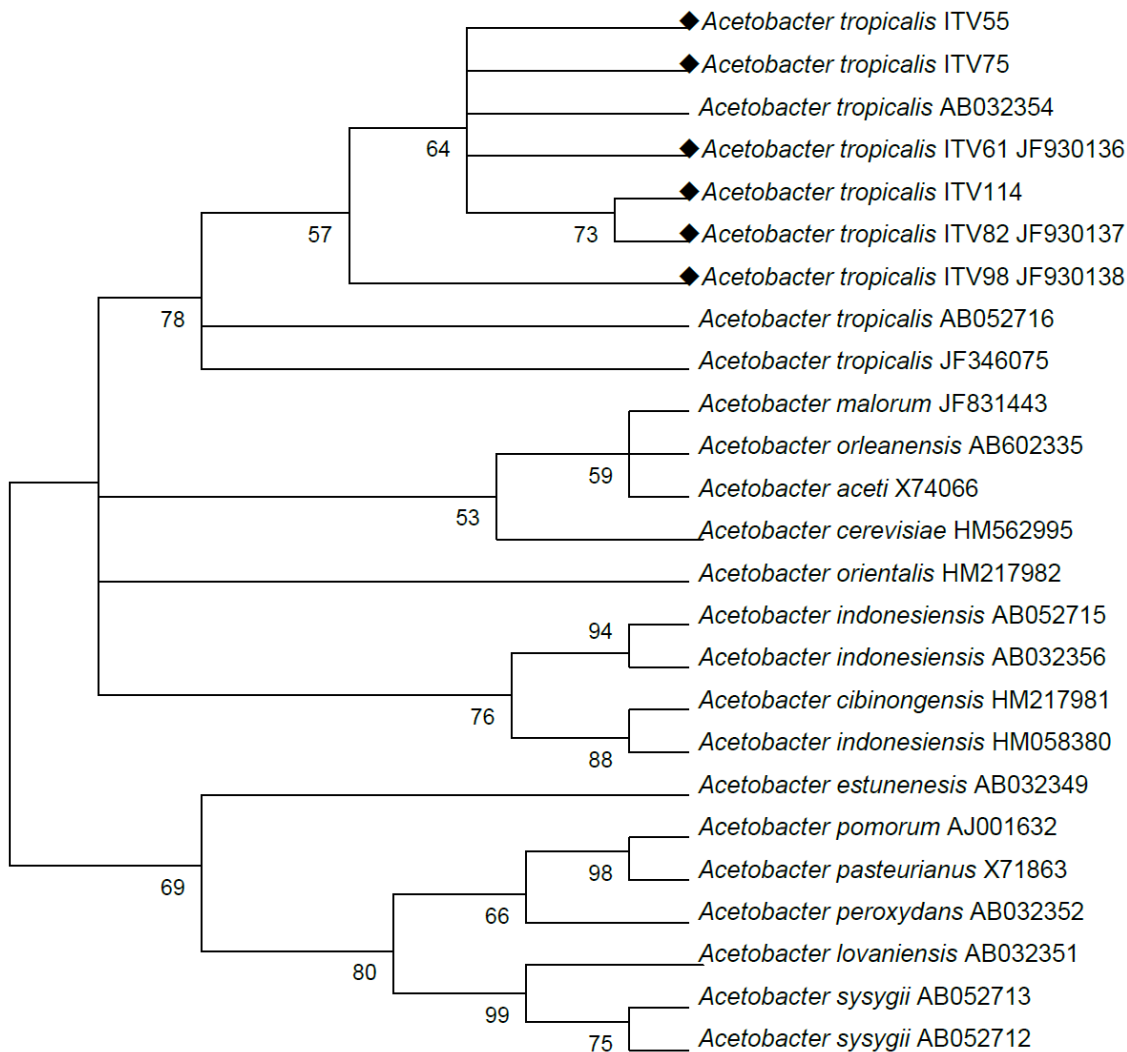 Acetobacter tropicalis ITV55
Acetobacter tropicalis ITV75
Acetobacter tropicalis AB032354
64
Acetobacter tropicalis ITV61 JF930136
Acetobacter tropicalis ITV114
57
73
Acetobacter tropicalis ITV82 JF930137
Acetobacter tropicalis ITV98 JF930138
78
Acetobacter tropicalis AB052716
Acetobacter tropicalis JF346075
Acetobacter malorum JF831443
Acetobacter orleanensis AB602335
59
Acetobacter aceti X74066
53
Acetobacter cerevisiae HM562995
Acetobacter orientalis HM217982
Acetobacter indonesiensis AB052715
94
Acetobacter indonesiensis AB032356
Acetobacter cibinongensis HM217981
76
Acetobacter indonesiensis HM058380
88
Acetobacter estunenesis AB032349
Acetobacter pomorum AJ001632
98
Acetobacter pasteurianus X71863
69
66
Acetobacter peroxydans AB032352
Acetobacter lovaniensis AB032351
80
Acetobacter sysygii AB052713
99
Acetobacter sysygii AB052712
75